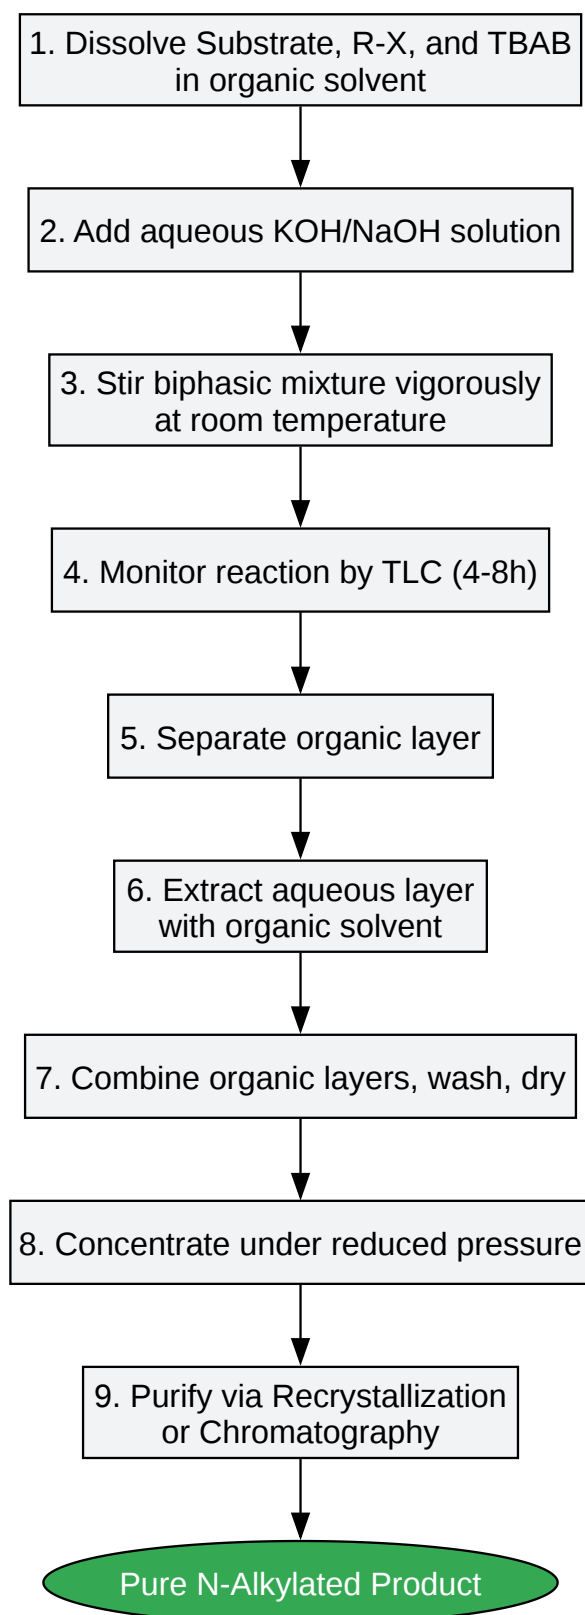 1. Dissolve Substrate, R-X, and TBAB
in organic solvent
2. Add aqueous KOH/NaOH solution
3. Stir biphasic mixture vigorously
at room temperature
4. Monitor reaction by TLC (4-8h)
5. Separate organic layer
6. Extract aqueous layer
with organic solvent
7. Combine organic layers, wash, dry
8. Concentrate under reduced pressure
9. Purify via Recrystallization
or Chromatography
Pure N-Alkylated Product